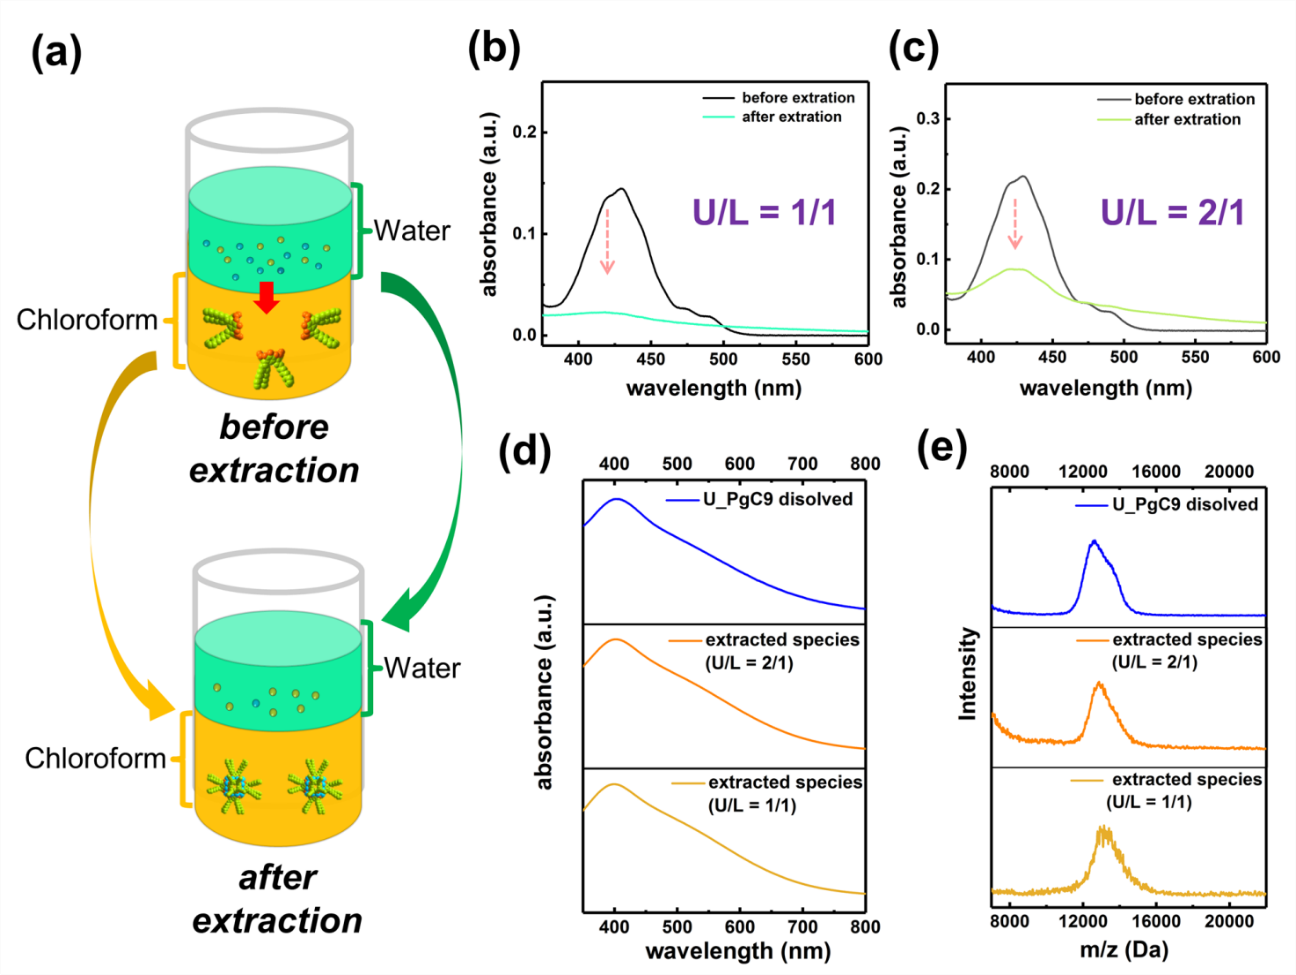 (a)
Water
Chloroform
before
extraction
Water
Chloroform
after
extraction
(b)
before extration
after extration
U/L = 1/1
absorbance (a.u.)
0.2
0.1
0.0
400
450
500
550
600
wavelength (nm)
(c)
before extration
after extration
U/L = 2/1
absorbance (a.u.)
0.3
0.2
0.1
0.0
400
450
500
550
600
wavelength (nm)
(d)
400
500
600
700
800
U_PgC9 disolved
extracted species
(U/L = 2/1)
extracted species
(U/L = 1/1)
absorbance (a.u.)
400
500
600
700
800
wavelength (nm)
(e)
8000
12000
16000
20000
U_PgC9 disolved
extracted species
(U/L = 2/1)
extracted species
(U/L = 1/1)
Intensity
8000
12000
16000
20000
m/z (Da)